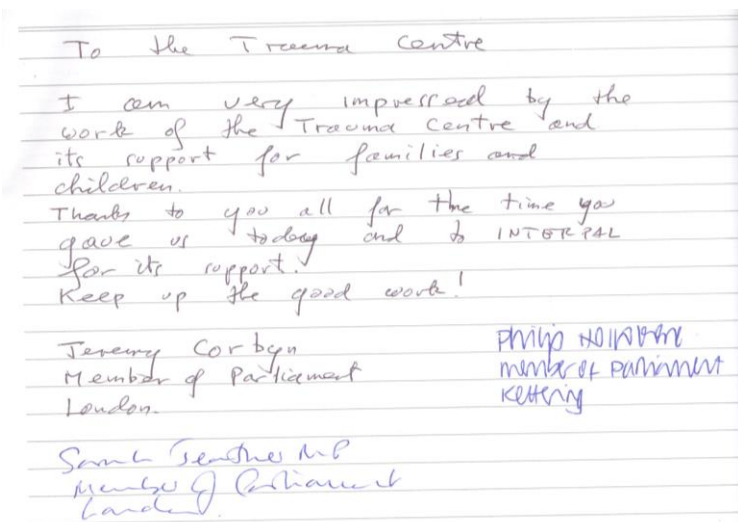 To the Trauma Centre
I am very impressed by the
work of the Trauma Centre and
its support for families and
children.
Thanks to you all for the time you
gave us today and to INTERPAL
for its support.
Keep up the good work!
Jeremy Corbyn
Member of Parliament
London.
Philip Hollobone
member of parliament
Kettering
Sarah Teather MP
Member of Parliament
London.